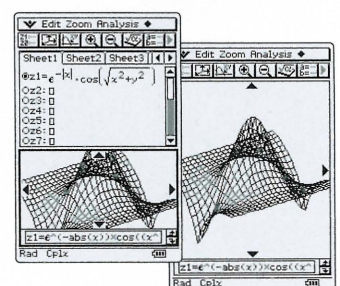 Edit Zoom Analysis ◆
Sheet1 Sheet2 Sheet3
z1=e^-|x|·cos(√x²+y²)
z2:▯
z3:▯
z4:▯
z5:▯
z6:▯
z7:▯
z1=e^(-abs(x))×cos((x^
Rad Cplx
Edit Zoom Analysis ◆
z1=e^(-abs(x))×cos((x^
Rad Cplx